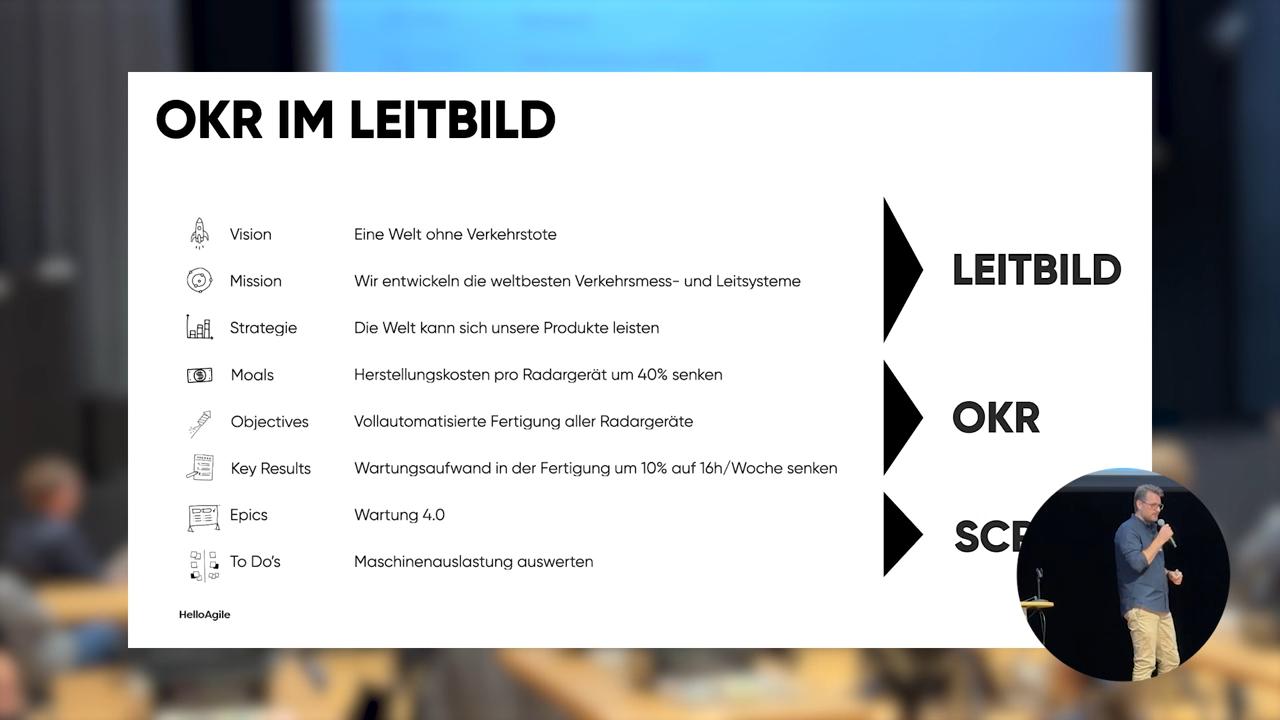 OKR IM LEITBILD
Vision Eine Welt ohne Verkehrstote
Mission Wir entwickeln die weltbesten Verkehrsmess- und Leitsysteme
Strategie Die Welt kann sich unsere Produkte leisten
LEITBILD
Moals Herstellungskosten pro Radargerät um 40% senken
Objectives Vollautomatisierte Fertigung aller Radargeräte
Key Results Wartungsaufwand in der Fertigung um 10% auf 16h/Woche senken
OKR
Epics Wartung 4.0
To Do's Maschinenauslastung auswerten
HelloAgile